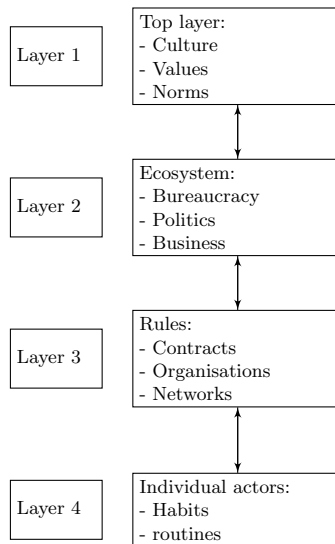 Layer 1
Top layer:
- Culture
- Values
- Norms
Layer 2
Ecosystem:
- Bureaucracy
- Politics
- Business
Layer 3
Rules:
- Contracts
- Organisations
- Networks
Layer 4
Individual actors:
- Habits
- routines